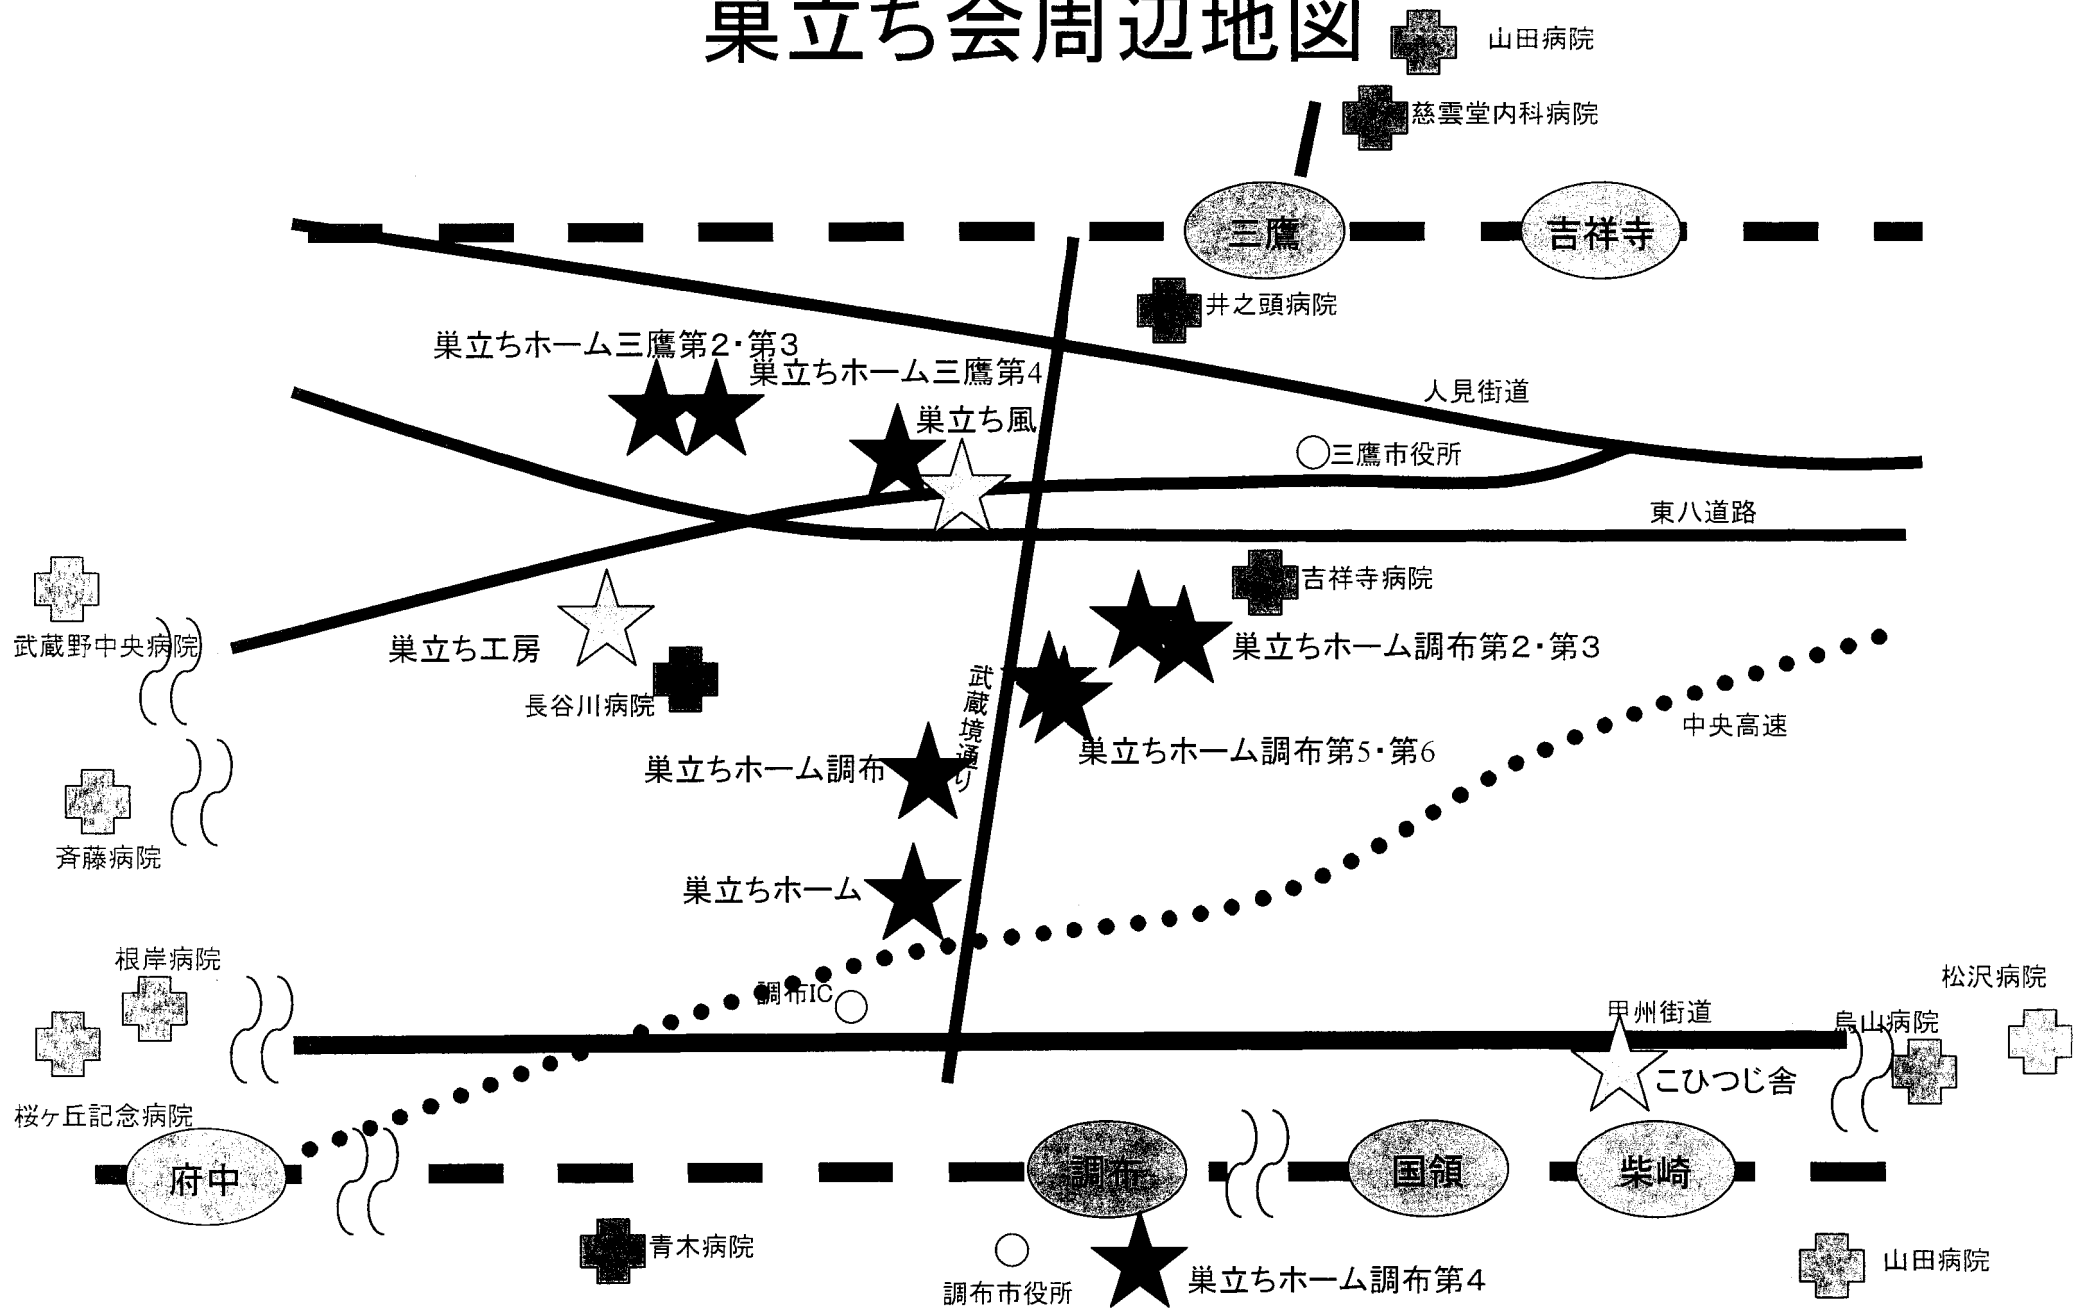 巣立ち会周辺地図
山田病院
慈雲堂内科病院
三鷹
吉祥寺
井之頭病院
巣立ちホーム三鷹第2・第3
巣立ちホーム三鷹第4
人見街道
巣立ち風
三鷹市役所
東八道路
吉祥寺病院
武蔵野中央病院
巣立ち工房
巣立ちホーム調布第2・第3
長谷川病院
武蔵境通り
中央高速
巣立ちホーム調布第5・第6
巣立ちホーム調布
斉藤病院
巣立ちホーム
根岸病院
松沢病院
調布IC
甲州街道
烏山病院
こひつじ舎
桜ヶ丘記念病院
府中
調布
国領
柴崎
青木病院
山田病院
調布市役所
巣立ちホーム調布第4